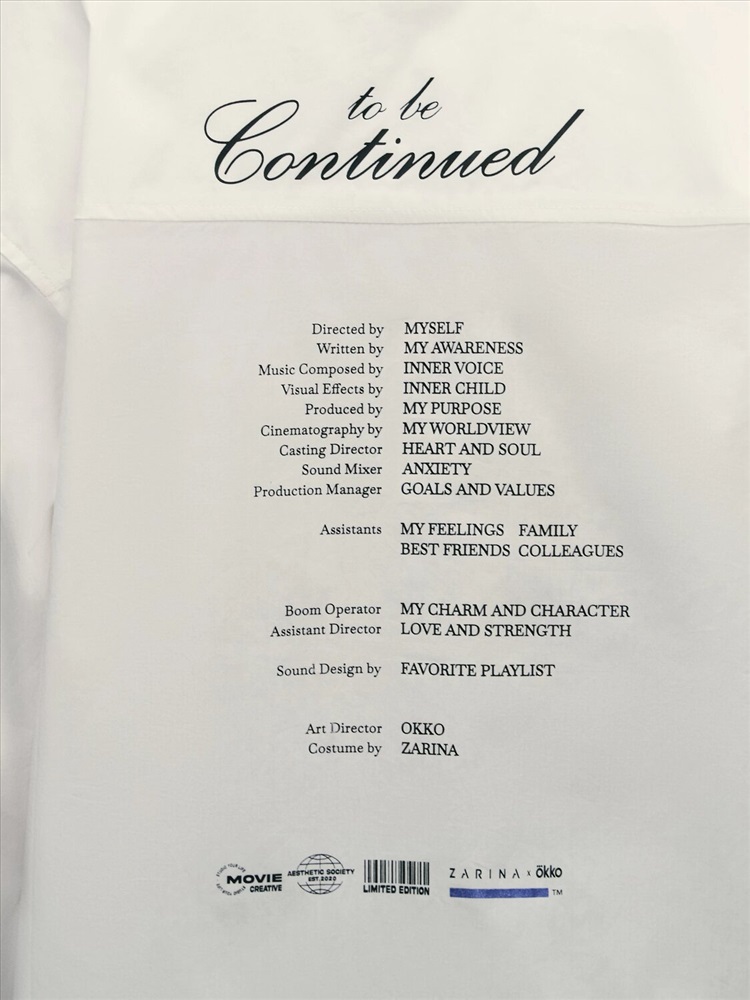 to be
Continued
Directed by MYSELF
Written by MY AWARENESS
Music Composed by INNER VOICE
Visual Effects by INNER CHILD
Produced by MY PURPOSE
Cinematography by MY WORLDVIEW
Casting Director HEART AND SOUL
Sound Mixer ANXIETY
Production Manager GOALS AND VALUES
Assistants MY FEELINGS FAMILY
BEST FRIENDS COLLEAGUES
Boom Operator MY CHARM AND CHARACTER
Assistant Director LOVE AND STRENGTH
Sound Design by FAVORITE PLAYLIST
Art Director OKKO
Costume by ZARINA
MOVIE
CREATIVE
AESTHETIC SOCIETY
EST.2020
LIMITED EDITION
ZARINA x ökko
TM